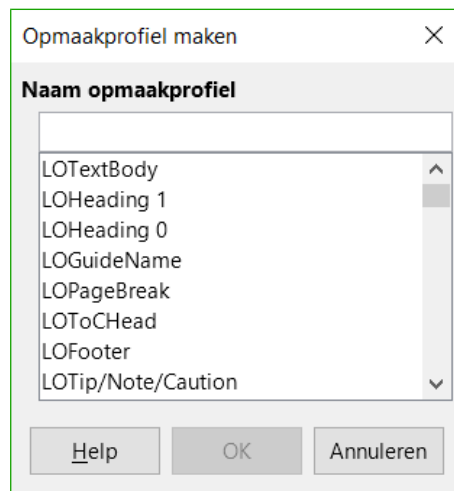 Opmaakprofiel maken
Naam opmaakprofiel
LOTextBody
LOHeading 1
LOHeading 0
LOGuideName
LOPageBreak
LOToCHead
LOFooter
LOTip/Note/Caution
Help OK Annuleren